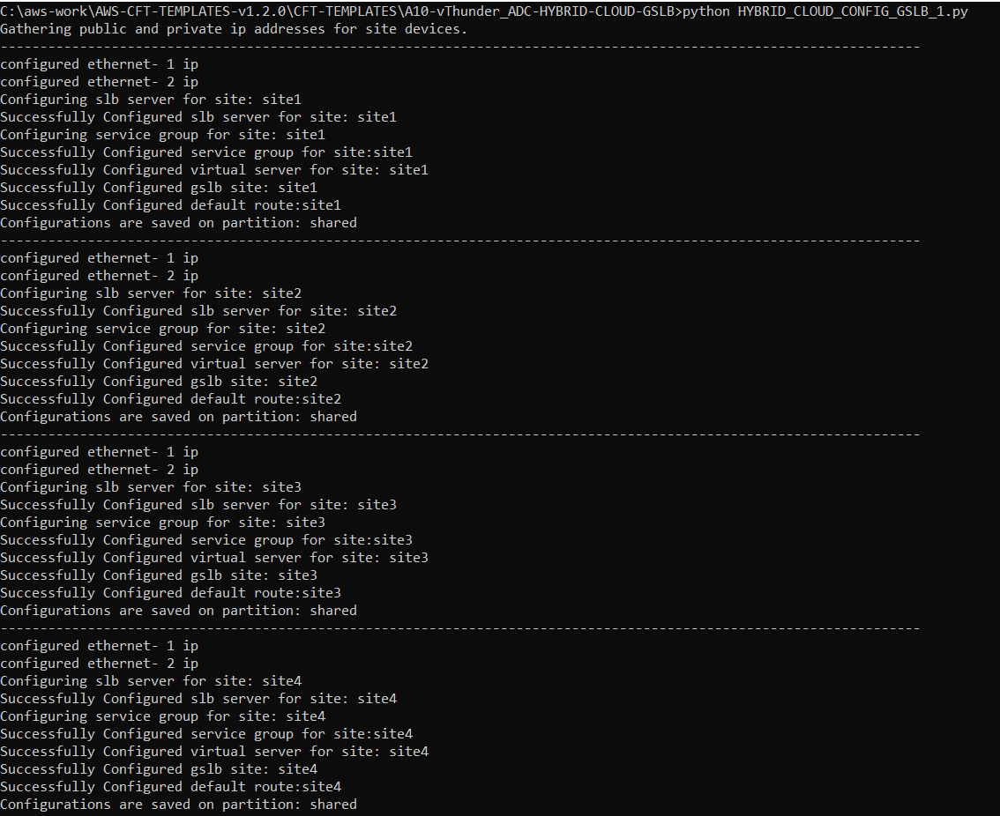 C:\aws-work\AWS-CFT-TEMPLATES-v1.2.0\CFT-TEMPLATES\A10-vThunder_ADC-HYBRID-CLOUD-GSLB>python HYBRID_CLOUD_CONFIG_GSLB_1.py
Gathering public and private ip addresses for site devices.
--------------------------------------------------------------------------------------------------------------------
configured ethernet- 1 ip
configured ethernet- 2 ip
Configuring slb server for site: site1
Successfully Configured slb server for site: site1
Configuring service group for site: site1
Successfully Configured service group for site:site1
Successfully Configured virtual server for site: site1
Successfully Configured gslb site: site1
Successfully Configured default route:site1
Configurations are saved on partition: shared
--------------------------------------------------------------------------------------------------------------------
configured ethernet- 1 ip
configured ethernet- 2 ip
Configuring slb server for site: site2
Successfully Configured slb server for site: site2
Configuring service group for site: site2
Successfully Configured service group for site:site2
Successfully Configured virtual server for site: site2
Successfully Configured gslb site: site2
Successfully Configured default route:site2
Configurations are saved on partition: shared
--------------------------------------------------------------------------------------------------------------------
configured ethernet- 1 ip
configured ethernet- 2 ip
Configuring slb server for site: site3
Successfully Configured slb server for site: site3
Configuring service group for site: site3
Successfully Configured service group for site:site3
Successfully Configured virtual server for site: site3
Successfully Configured gslb site: site3
Successfully Configured default route:site3
Configurations are saved on partition: shared
--------------------------------------------------------------------------------------------------------------------
configured ethernet- 1 ip
configured ethernet- 2 ip
Configuring slb server for site: site4
Successfully Configured slb server for site: site4
Configuring service group for site: site4
Successfully Configured service group for site:site4
Successfully Configured virtual server for site: site4
Successfully Configured gslb site: site4
Successfully Configured default route:site4
Configurations are saved on partition: shared